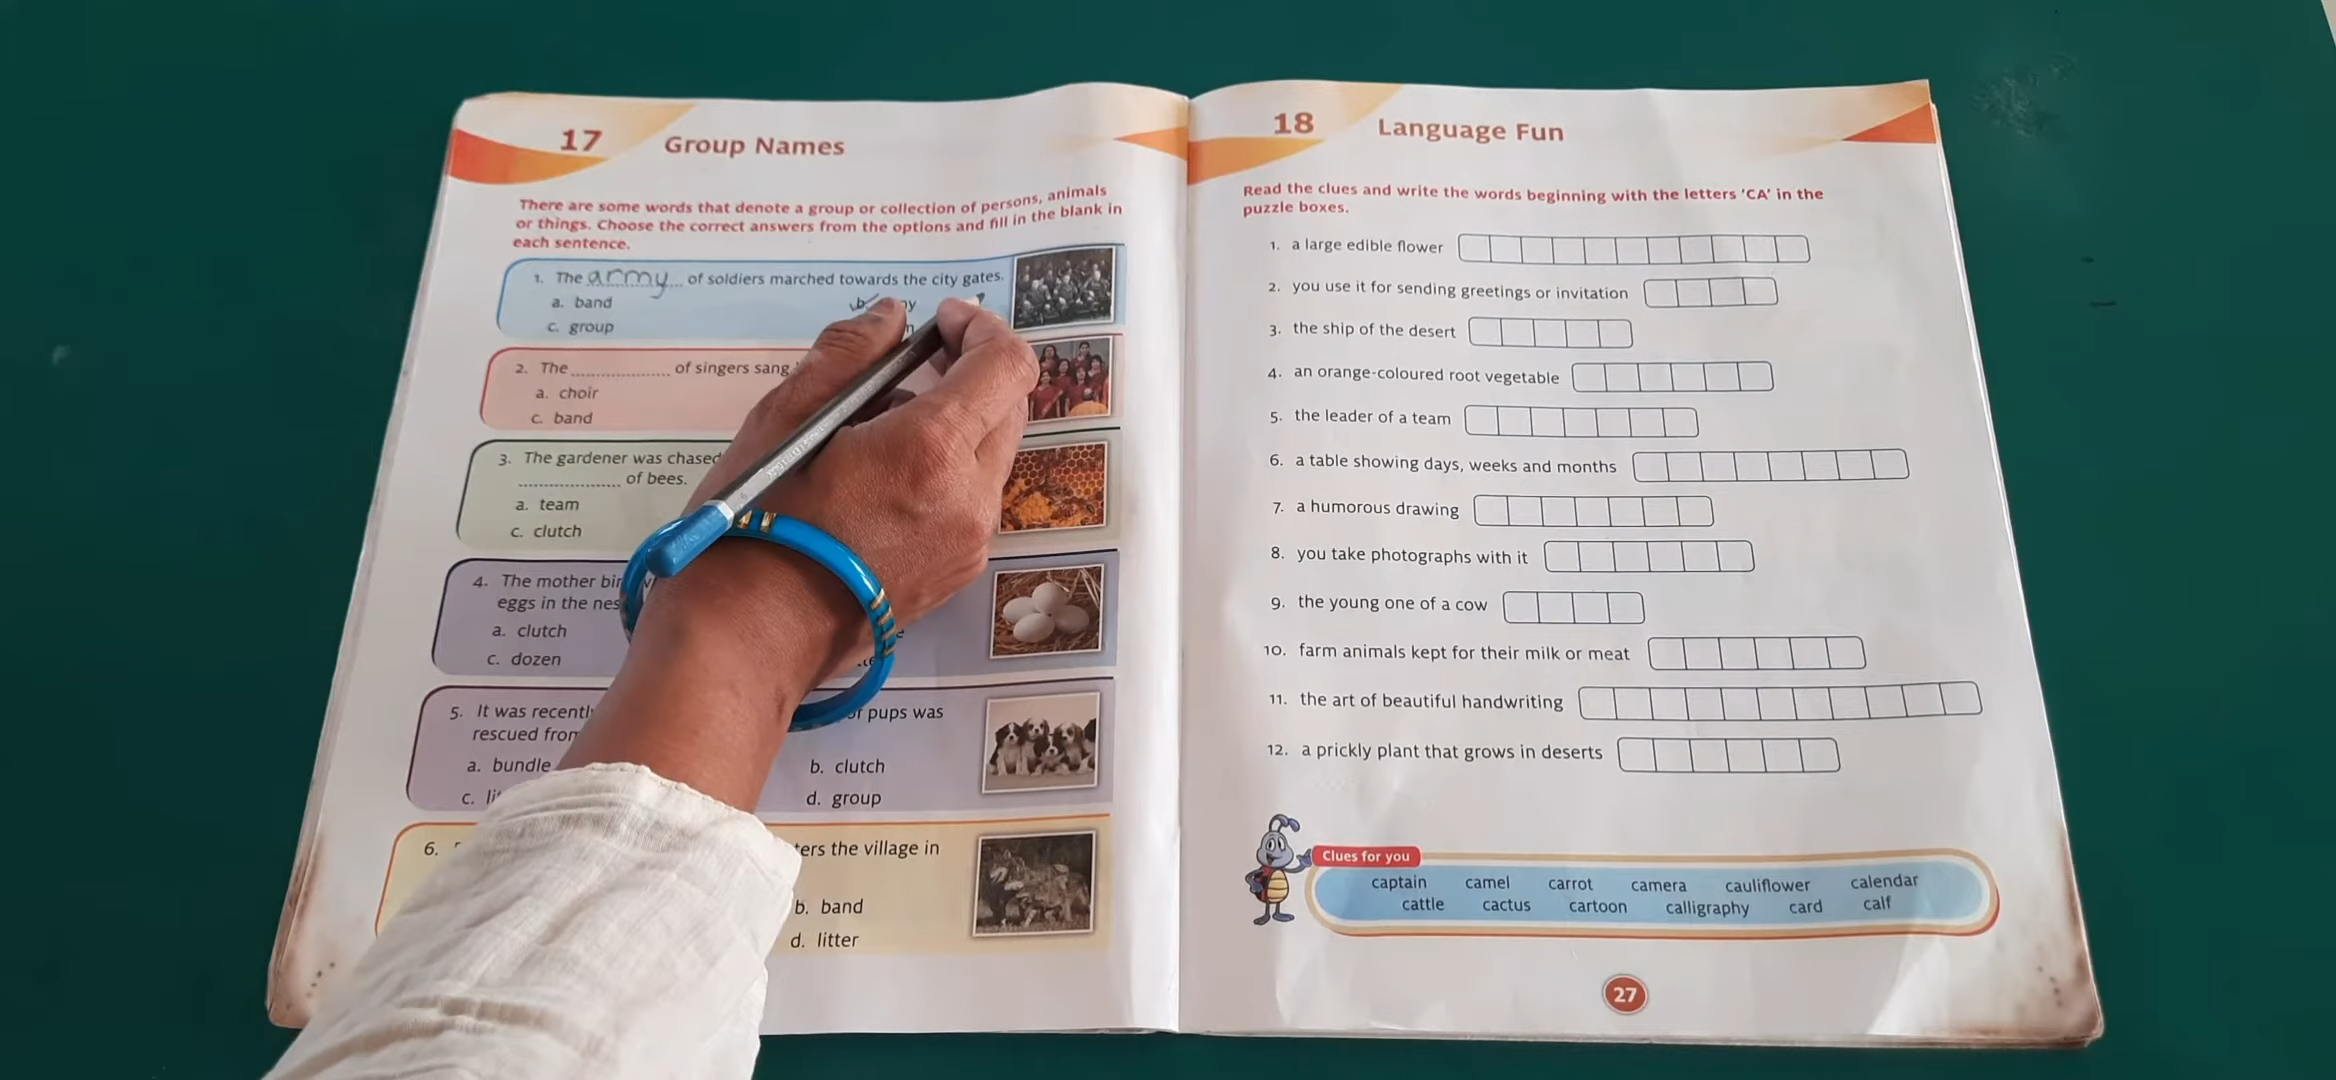 17 Group Names
There are some words that denote a group or collection of persons, animals
or things. Choose the correct answers from the options and fill in the blank in
each sentence.
1. The army of soldiers marched towards the city gates.
a. band
c. group
2. The of singers sang
a. choir
c. band
3. The gardener was chased
of bees.
a. team
c. clutch
4. The mother
eggs in the
a. clutch
c. dozen
5. It was
pups was
rescued
a. bundle b. clutch
c. d. group
6. the village in
b. band
d. litter
18 Language Fun
Read the clues and write the words beginning with the letters ‘CA’ in the
puzzle boxes.
1. a large edible flower
2. you use it for sending greetings or invitation
3. the ship of the desert
4. an orange-coloured root vegetable
5. the leader of a team
6. a table showing days, weeks and months
7. a humorous drawing
8. you take photographs with it
9. the young one of a cow
10. farm animals kept for their milk or meat
11. the art of beautiful handwriting
12. a prickly plant that grows in deserts
Clues for you
captain camel carrot camera cauliflower calendar
cattle cactus cartoon calligraphy card calf
27